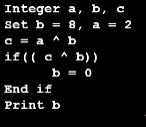 Integer a, b, c
Set b = 8, a = 2
c = a ^ b
if(( c ^ b))
b = 0
End if
Print b